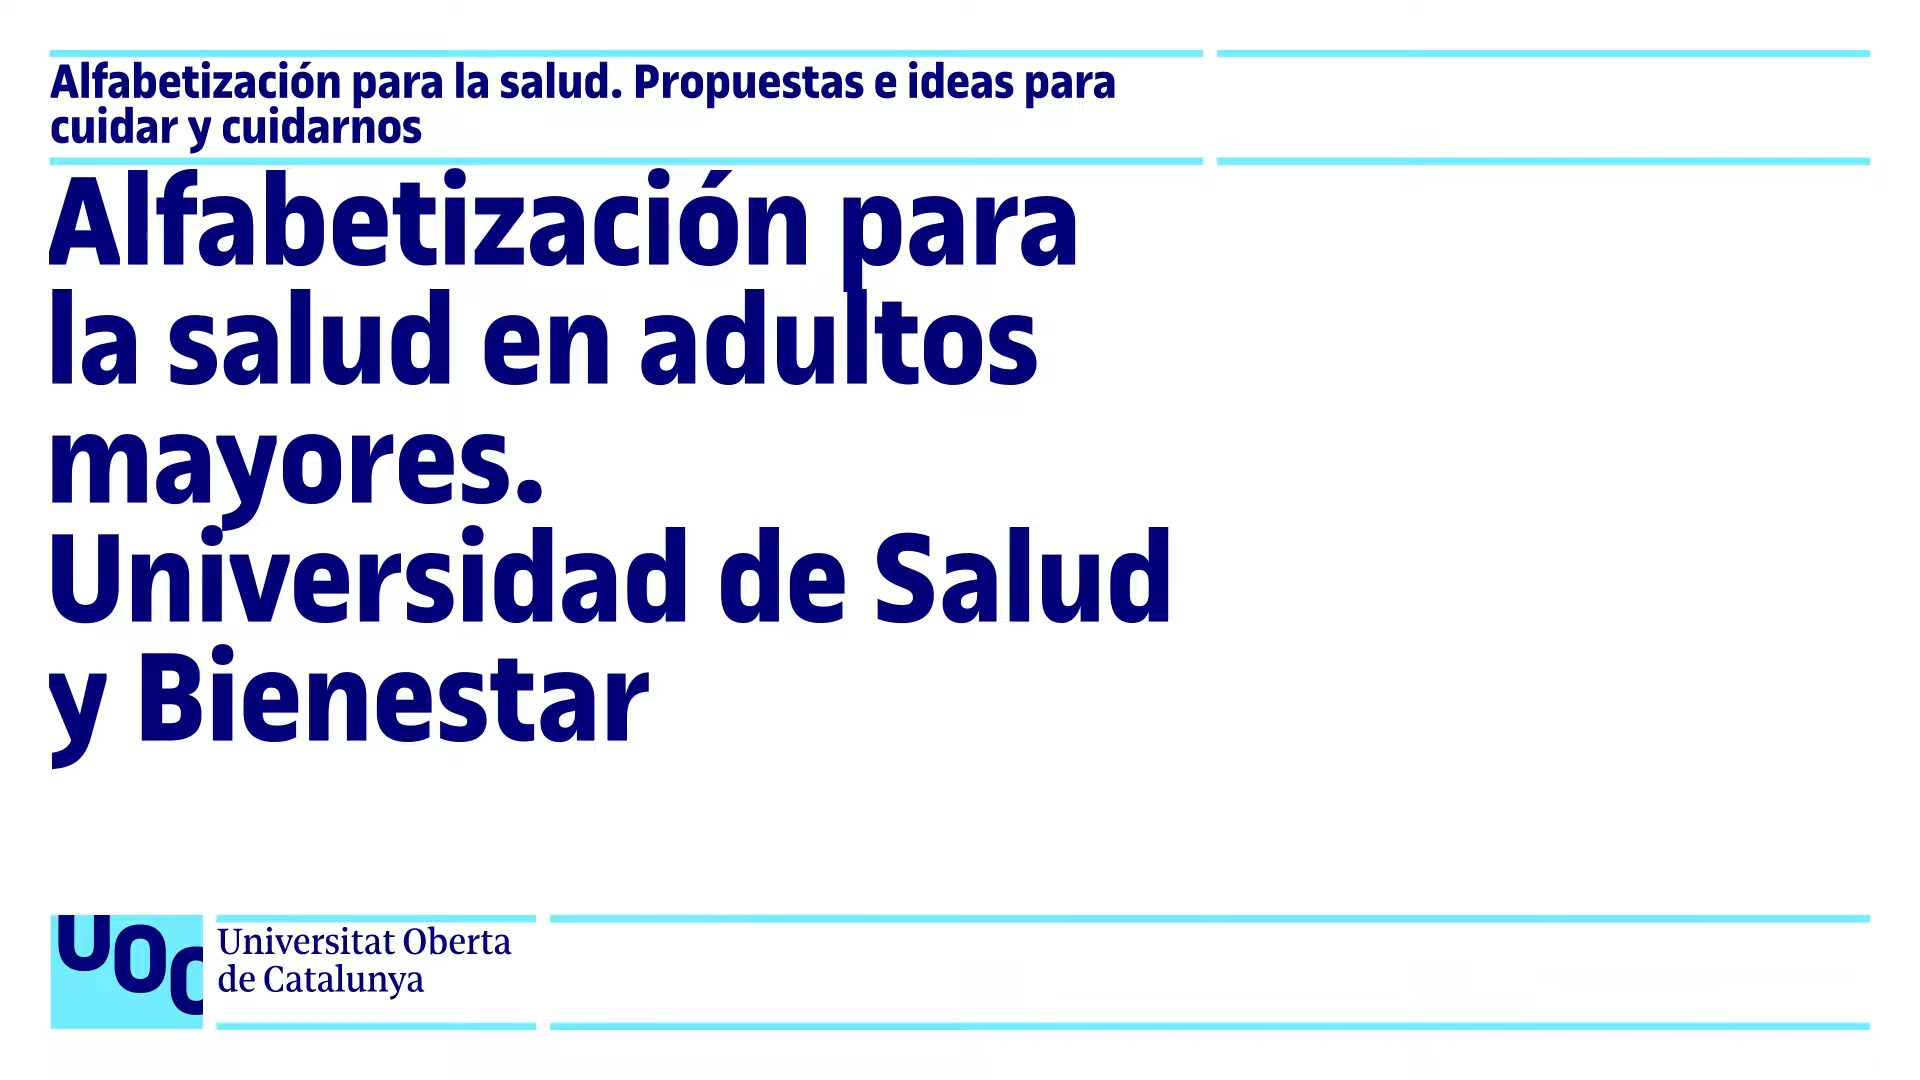 Alfabetización para la salud. Propuestas e ideas para
cuidar y cuidarnos
Alfabetización para
la salud en adultos
mayores.
Universidad de Salud
y Bienestar
UOC
Universitat Oberta
de Catalunya